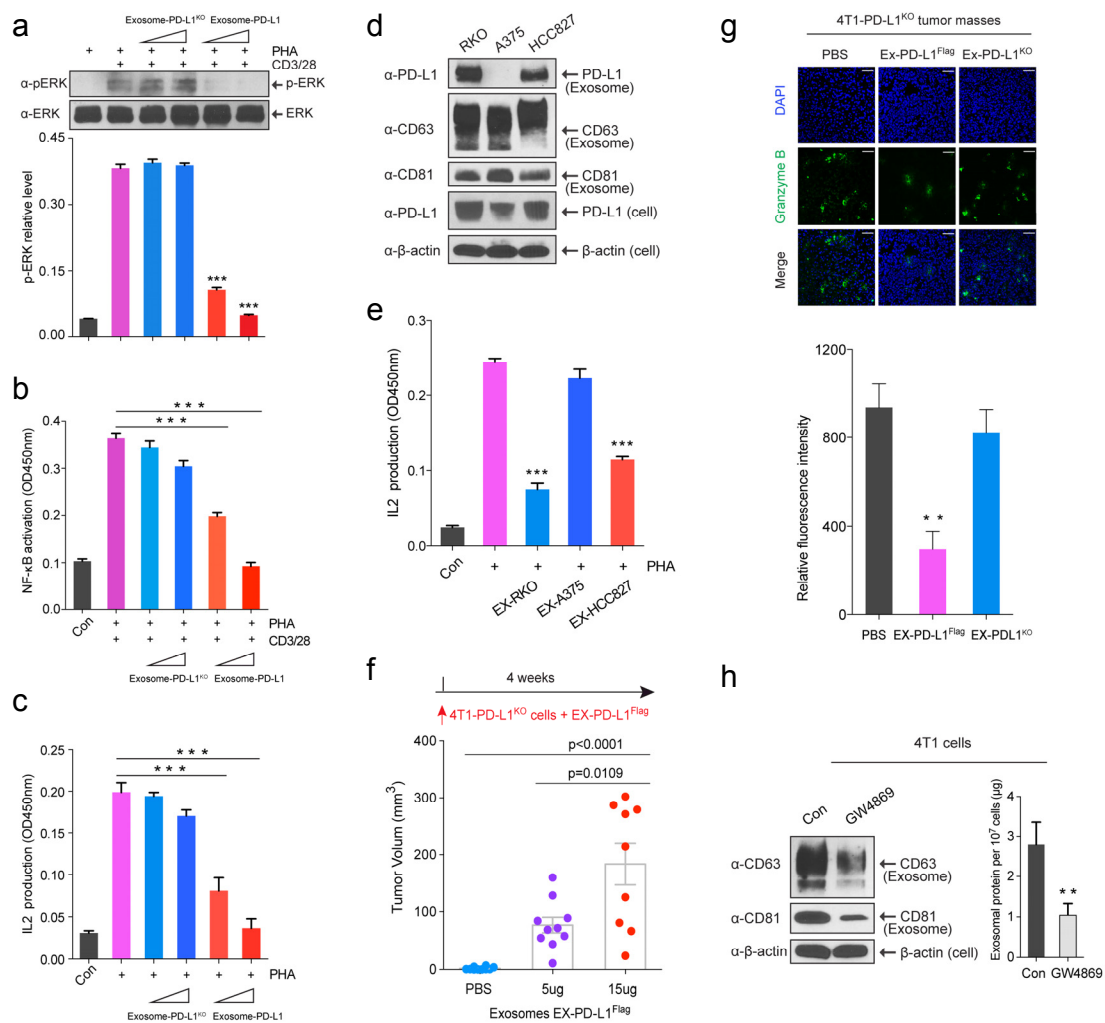 a
Exosome-PD-L1ᴷᴼ Exosome-PD-L1
+ + + + + + PHA
+ + + + + CD3/28
α-pERK p-ERK
α-ERK ERK
p-ERK relative level
0.45
0.30
0.15
0.00
***
***
b
NF-κB activation (OD450nm)
* * *
* * *
0.4
0.3
0.2
0.1
0.0
Con + + + + + PHA
+ + + + + CD3/28
Exosome-PD-L1ᴷᴼ Exosome-PD-L1
c
IL2 production (OD450nm)
* * *
* * *
0.20
0.15
0.10
0.05
0.00
Con + + + + + PHA
Exosome-PD-L1ᴷᴼ Exosome-PD-L1
d
RKO A375 HCC827
α-PD-L1 PD-L1
(Exosome)
α-CD63 CD63
(Exosome)
α-CD81 CD81
(Exosome)
α-PD-L1 PD-L1 (cell)
α-β-actin β-actin (cell)
e
IL2 production (OD450nm)
0.3
0.2
0.1
0.0
***
***
Con + + + + PHA
EX-RKO EX-A375 EX-HCC827
f
4 weeks
4T1-PD-L1ᴷᴼ cells + EX-PD-L1ᶠˡᵃᵍ
p<0.0001
p=0.0109
Tumor Volum (mm³)
400
300
200
100
0
PBS 5ug 15ug
Exosomes EX-PD-L1ᶠˡᵃᵍ
g
4T1-PD-L1ᴷᴼ tumor masses
PBS Ex-PD-L1ᶠˡᵃᵍ Ex-PD-L1ᴷᴼ
DAPI
Granzyme B
Merge
Relative fluorescence intensity
1200
800
400
0
* *
PBS EX-PD-L1ᶠˡᵃᵍ EX-PDL1ᴷᴼ
h
4T1 cells
Con GW4869
α-CD63 CD63
(Exosome)
α-CD81 CD81
(Exosome)
α-β-actin β-actin (cell)
Exosomal protein per 10⁷ cells (µg)
4
3
2
1
0
* *
Con GW4869